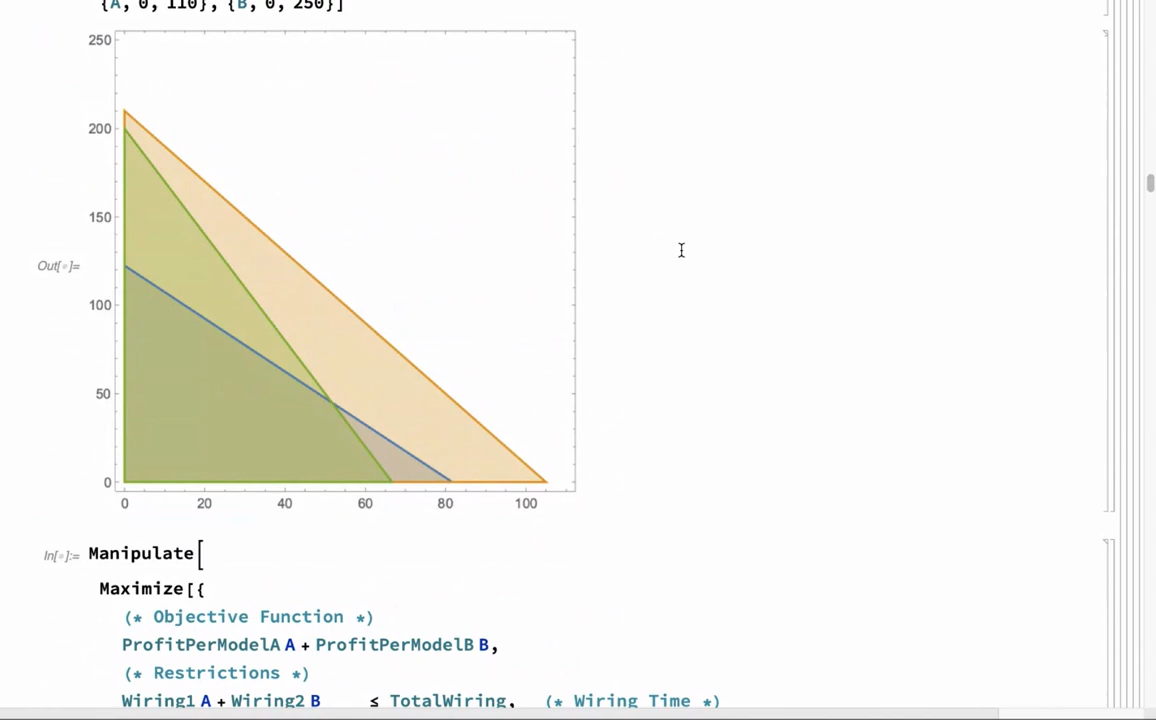 {A, 0, 110}, {B, 0, 250}]
250
200
150
Out[ ]=
100
50
0
0 20 40 60 80 100
In[ ]:= Manipulate[
Maximize[{
(* Objective Function *)
ProfitPerModelA A + ProfitPerModelB B,
(* Restrictions *)
Wiring1 A + Wiring2 B ≤ TotalWiring, (* Wiring Time *)